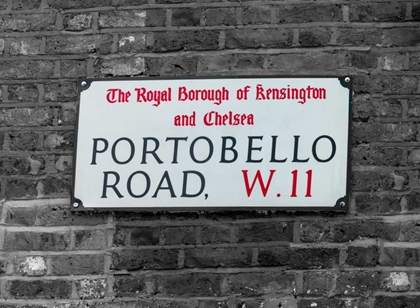 The Royal Borough of Kensington
and Chelsea
PORTOBELLO
ROAD, W.11